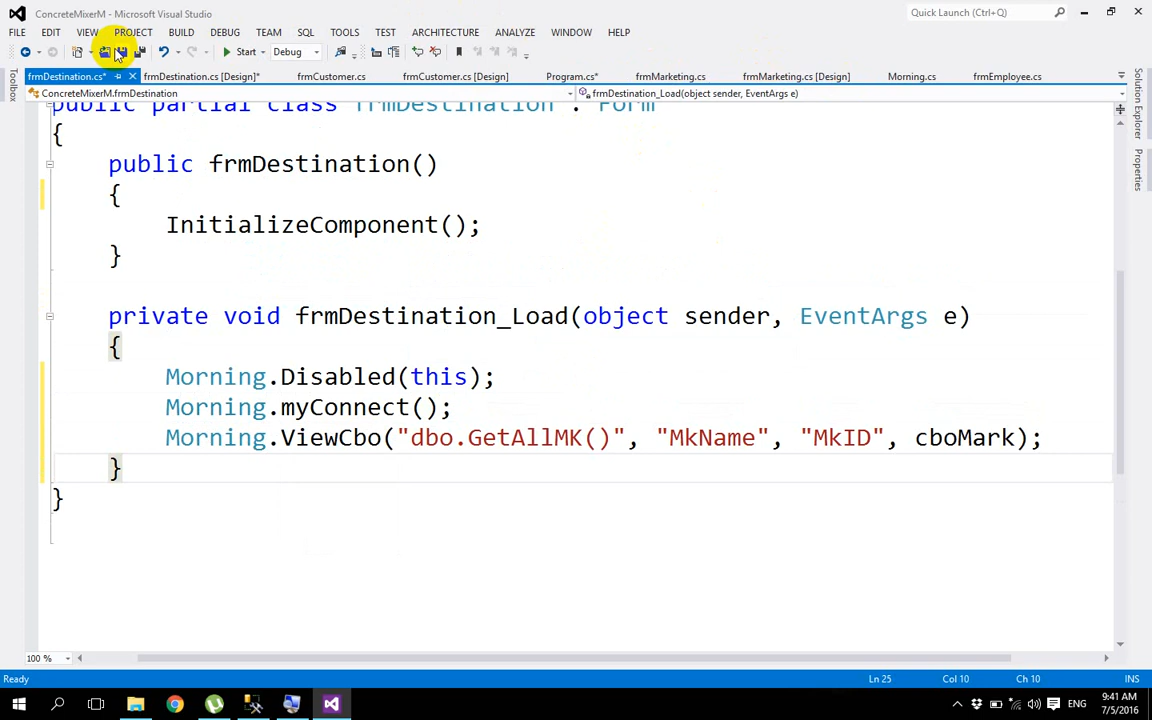 ConcreteMixerM - Microsoft Visual Studio
Quick Launch (Ctrl+Q)
FILE EDIT VIEW PROJECT BUILD DEBUG TEAM SQL TOOLS TEST ARCHITECTURE ANALYZE WINDOW HELP
Start Debug
frmDestination.cs* frmDestination.cs [Design]* frmCustomer.cs frmCustomer.cs [Design] Program.cs* frmMarketing.cs frmMarketing.cs [Design] Morning.cs frmEmployee.cs
ConcreteMixerM.frmDestination frmDestination_Load(object sender, EventArgs e)
Toolbox
Solution Explorer
Properties
public partial class frmDestination : Form
{
public frmDestination()
{
InitializeComponent();
}
private void frmDestination_Load(object sender, EventArgs e)
{
Morning.Disabled(this);
Morning.myConnect();
Morning.ViewCbo("dbo.GetAllMK()", "MkName", "MkID", cboMark);
}
}
100 %
Ready Ln 25 Col 10 Ch 10 INS
ENG
9:41 AM
7/5/2016